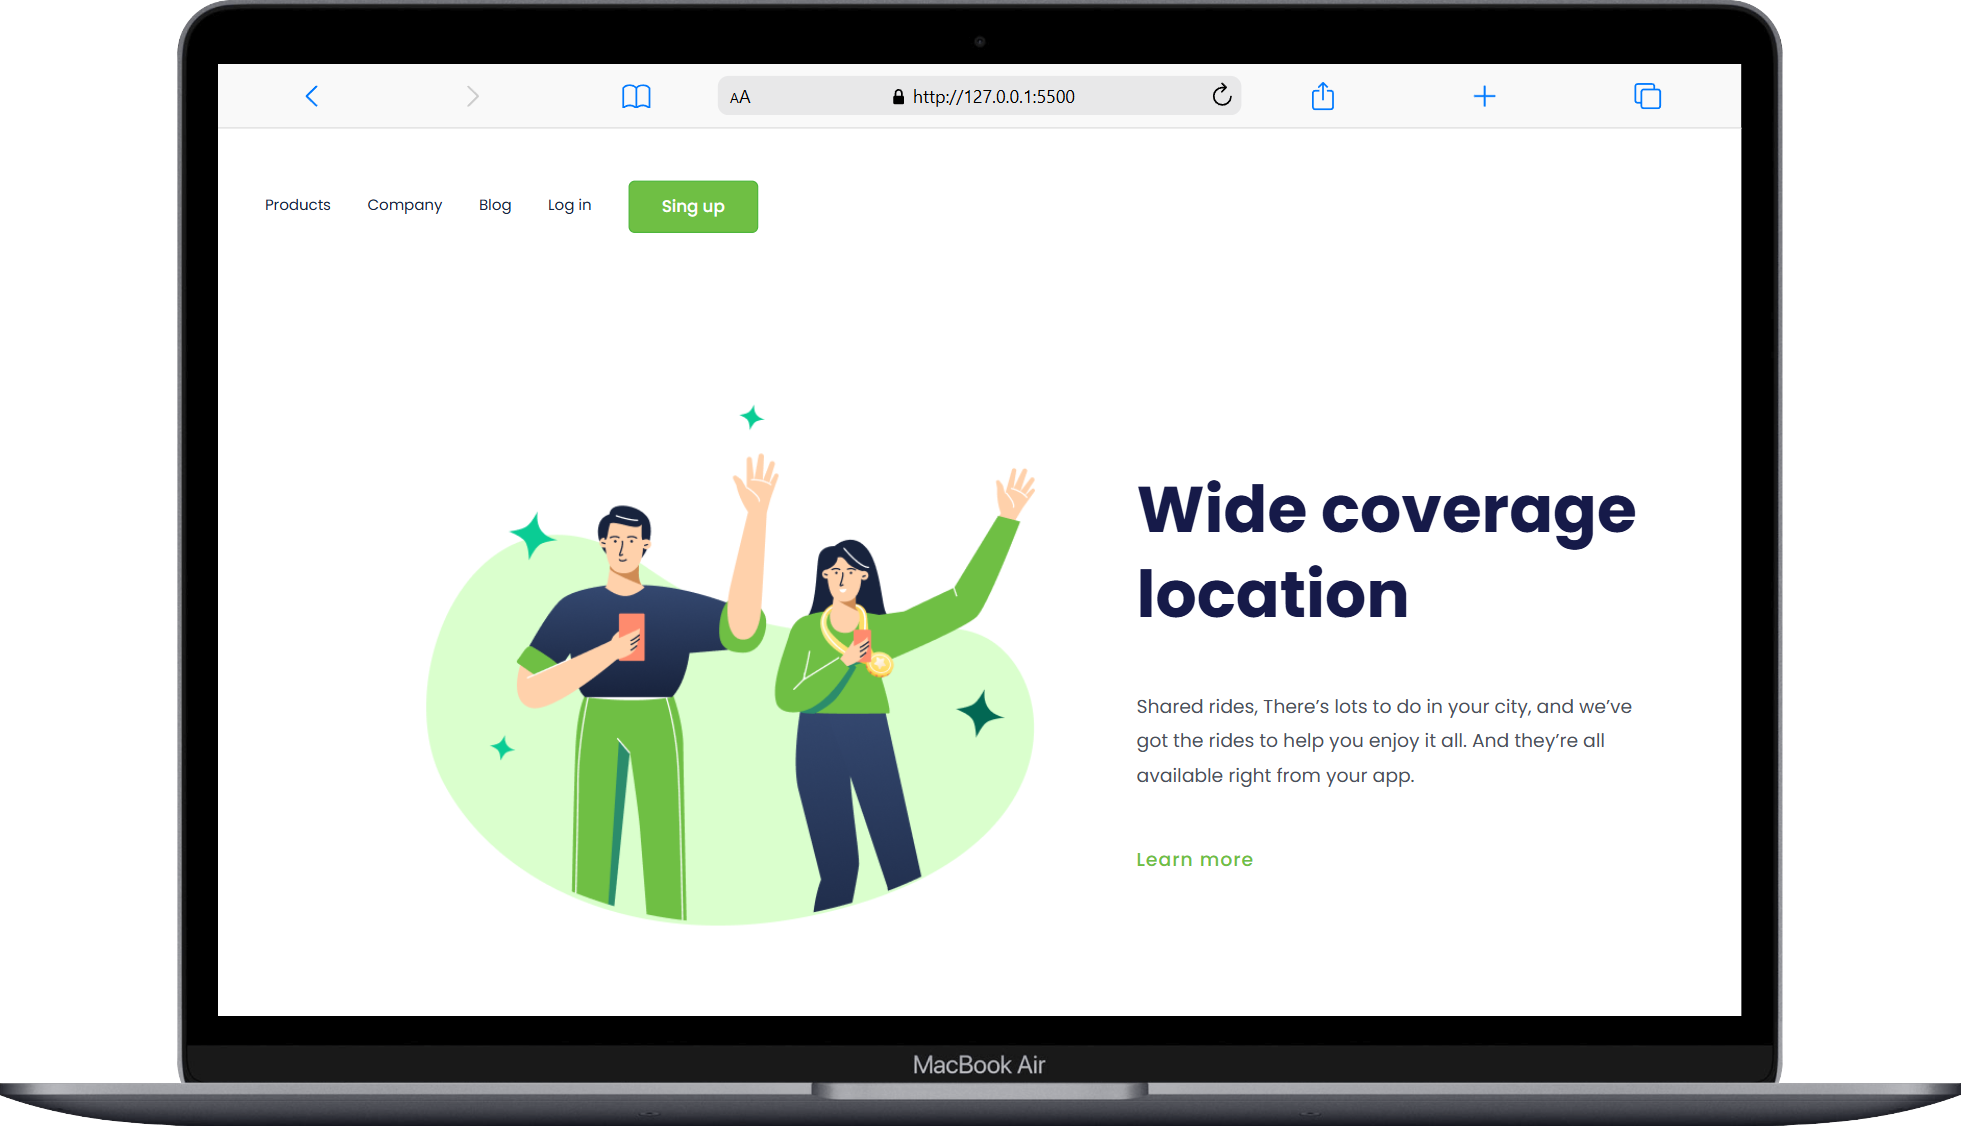 AA
http://127.0.0.1:5500
Products Company Blog Log in Sing up
Wide coverage
location
Shared rides, There’s lots to do in your city, and we’ve
got the rides to help you enjoy it all. And they’re all
available right from your app.
Learn more
MacBook Air